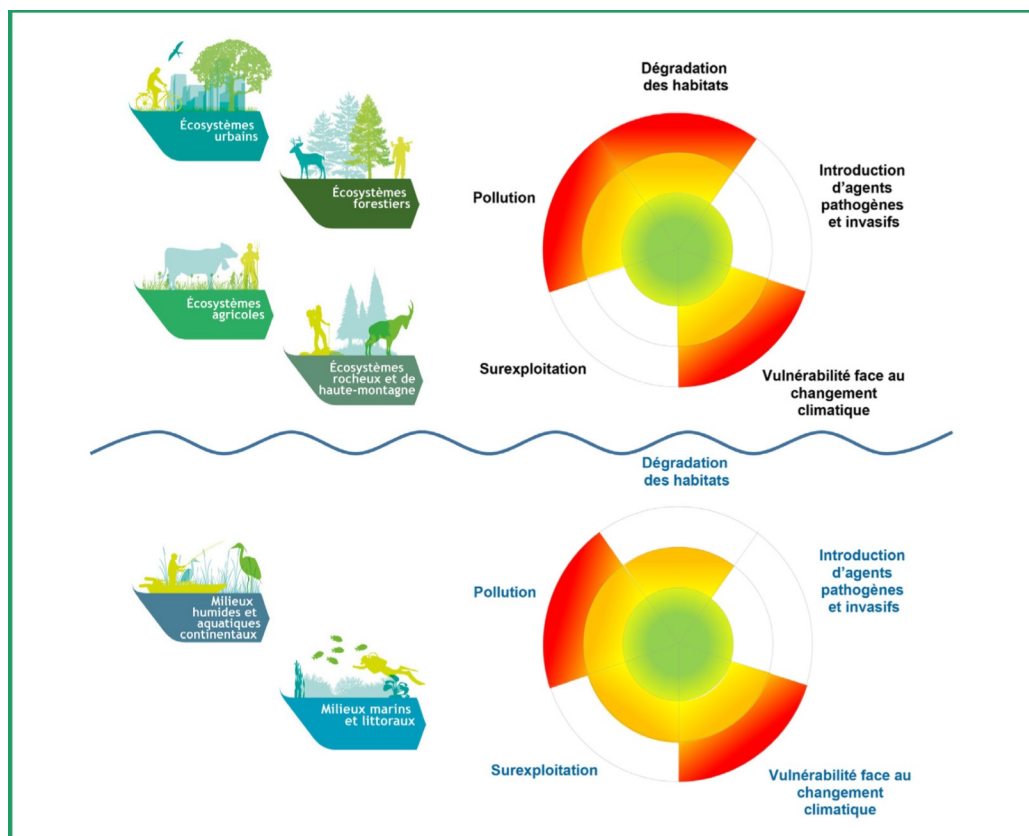 Écosystèmes
urbains
Écosystèmes
forestiers
Écosystèmes
agricoles
Écosystèmes
rocheux et de
haute-montagne
Dégradation
des habitats
Pollution
Introduction
d'agents
pathogènes
et invasifs
Surexploitation
Vulnérabilité face au
changement
climatique
Dégradation
des habitats
Milieux
humides et
aquatiques
continentaux
Milieux marins
et littoraux
Pollution
Introduction
d'agents
pathogènes
et invasifs
Surexploitation
Vulnérabilité face au
changement
climatique